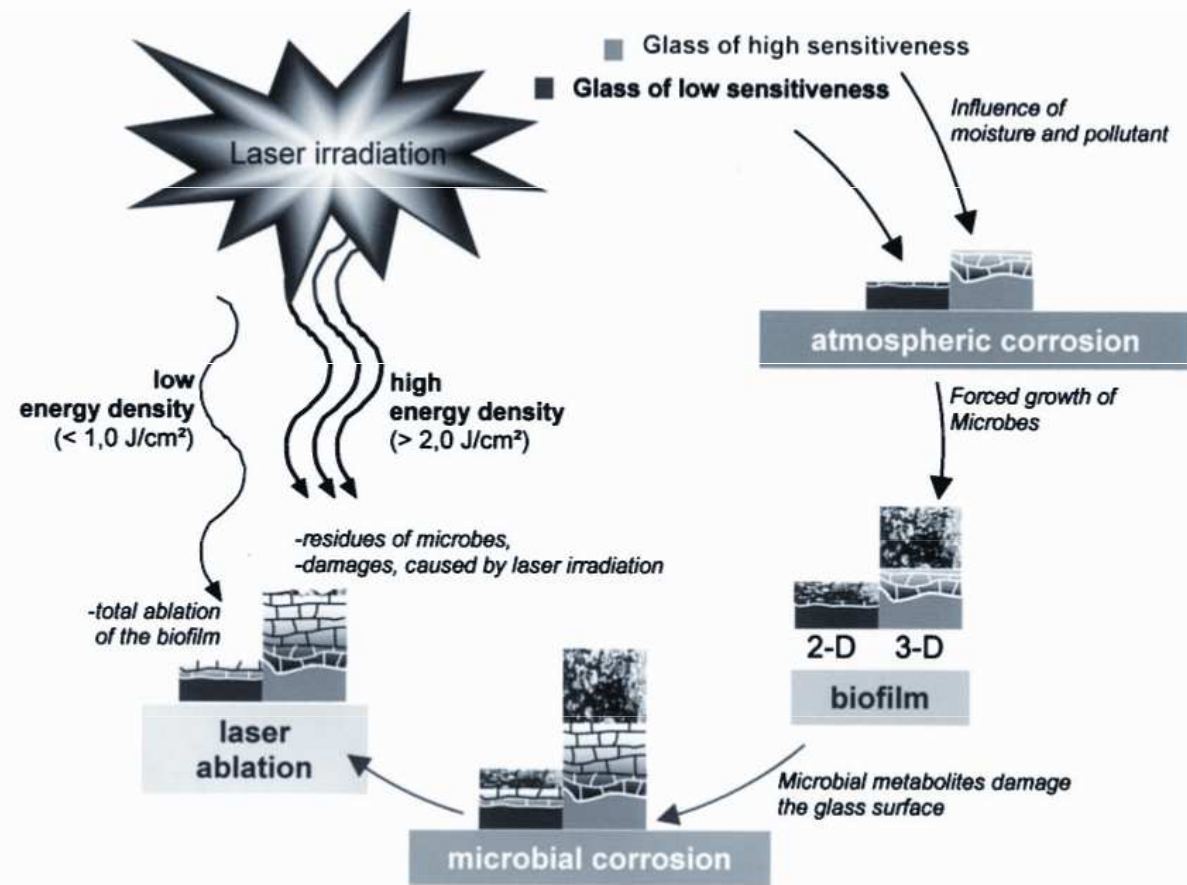 Glass of high sensitiveness
Glass of low sensitiveness
Influence of
moisture and pollutant
Laser irradiation
atmospheric corrosion
low
energy density
(< 1,0 J/cm²)
high
energy density
(> 2,0 J/cm²)
Forced growth of
Microbes
-residues of microbes,
-damages, caused by laser irradiation
-total ablation
of the biofilm
2-D 3-D
biofilm
laser
ablation
Microbial metabolites damage
the glass surface
microbial corrosion